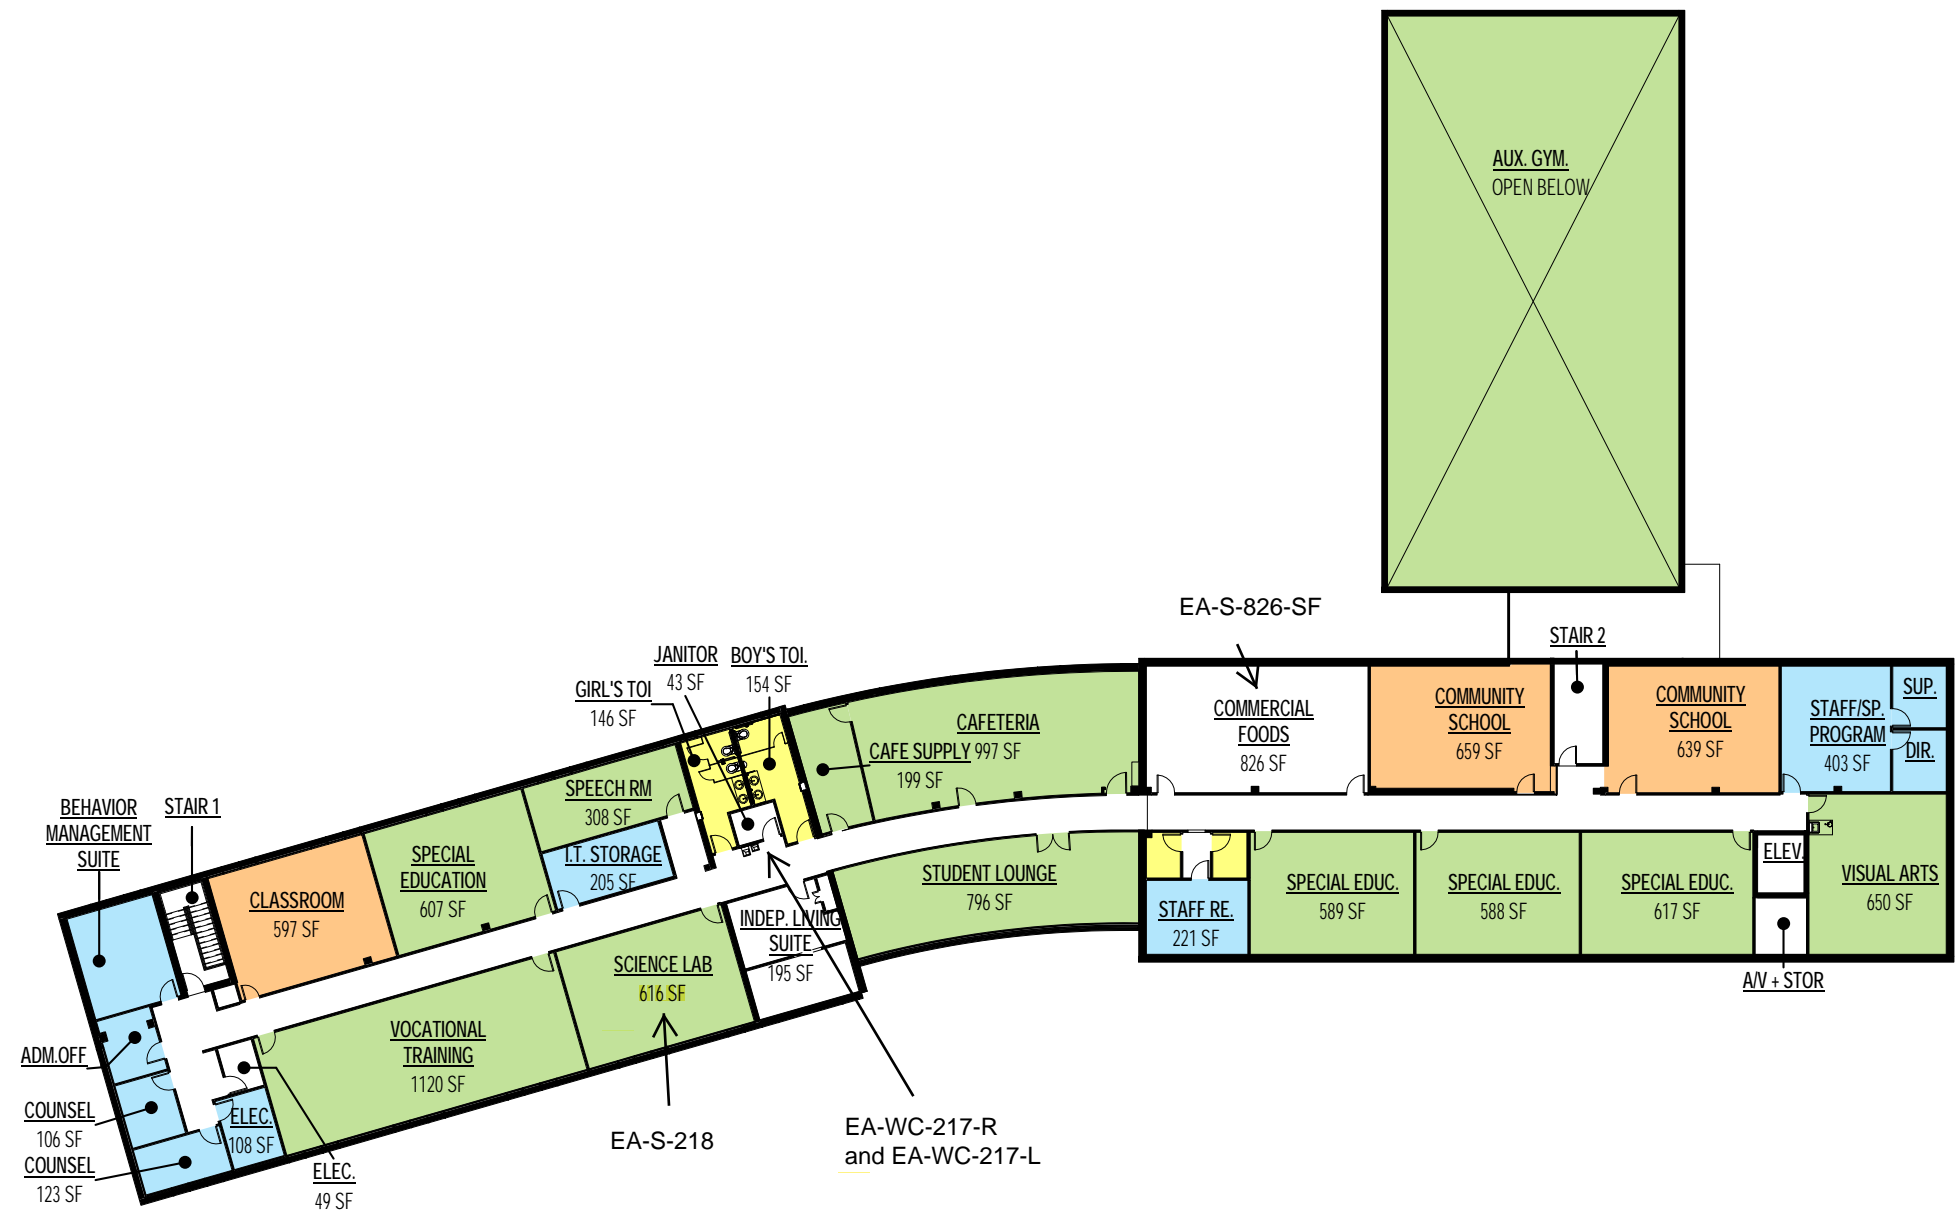 AUX. GYM.
OPEN BELOW
EA-S-826-SF
STAIR 2
JANITOR
43 SF
BOY'S TOI.
154 SF
GIRL'S TOI
146 SF
CAFETERIA
997 SF
CAFE SUPPLY
199 SF
COMMERCIAL
FOODS
826 SF
COMMUNITY
SCHOOL
659 SF
COMMUNITY
SCHOOL
639 SF
STAFF/SP.
PROGRAM
403 SF
SUP.
DIR.
SPEECH RM
308 SF
I.T. STORAGE
205 SF
BEHAVIOR
MANAGEMENT
SUITE
STAIR 1
CLASSROOM
597 SF
SPECIAL
EDUCATION
607 SF
STUDENT LOUNGE
796 SF
STAFF RE.
221 SF
SPECIAL EDUC.
589 SF
SPECIAL EDUC.
588 SF
SPECIAL EDUC.
617 SF
ELEV.
VISUAL ARTS
650 SF
A/V + STOR
INDEP. LIVING
SUITE
195 SF
SCIENCE LAB
616 SF
VOCATIONAL
TRAINING
1120 SF
ADM.OFF
COUNSEL
106 SF
COUNSEL
123 SF
ELEC.
108 SF
ELEC.
49 SF
EA-S-218
EA-WC-217-R
and EA-WC-217-L